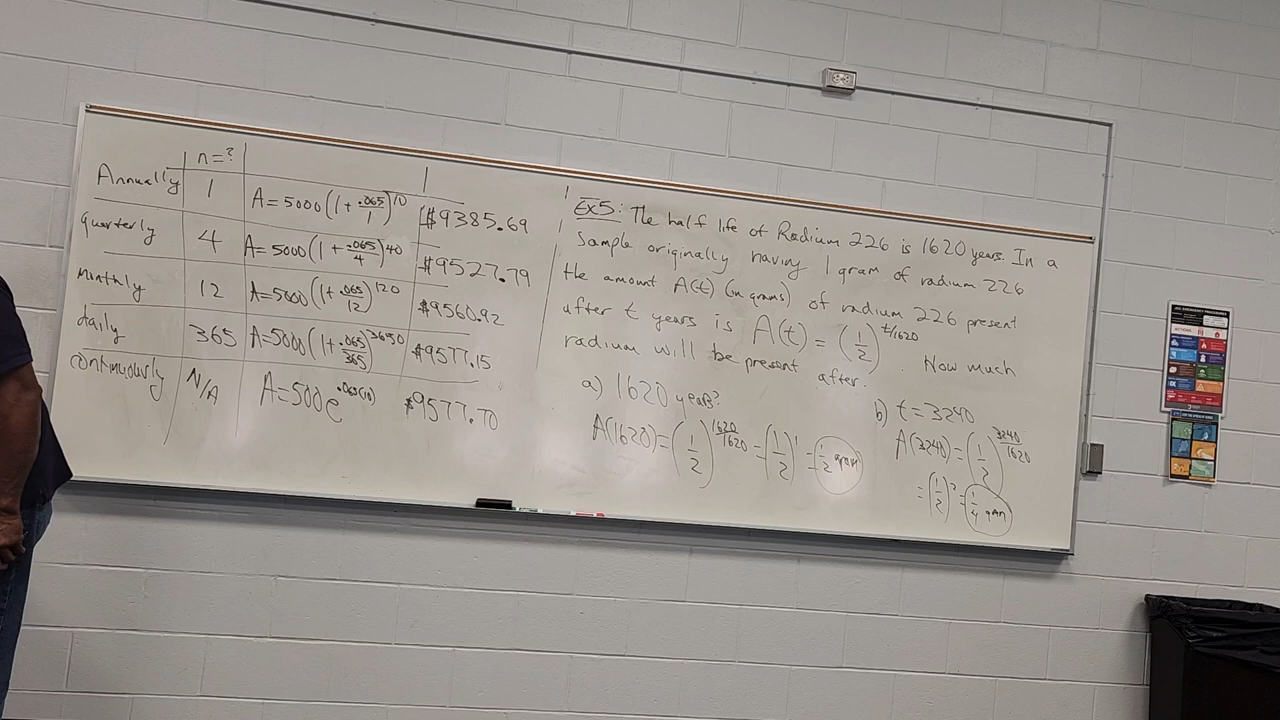 n=?
Annually 1 A=5000(1+.065/1)^10 $9385.69
quarterly 4 A=5000(1+.065/4)^40 $9527.79
Monthly 12 A=5000(1+.065/12)^120 $9560.92
daily 365 A=5000(1+.065/365)^3650 $9577.15
continuously N/A A=500e^.065(10) $9577.70
Ex5: The half life of Radium 226 is 1620 years. In a
Sample originally having 1 gram of radium 226
the amount A(t) (in grams) of radium 226 present
after t years is A(t) = (1/2)^t/1620. Now much
radium will be present after.
a) 1620 years?
A(1620)=(1/2)^1620/1620=(1/2)^1=1/2 gram
b) t=3240
A(3240)=(1/2)^3240/1620
=(1/2)^2=1/4 gram